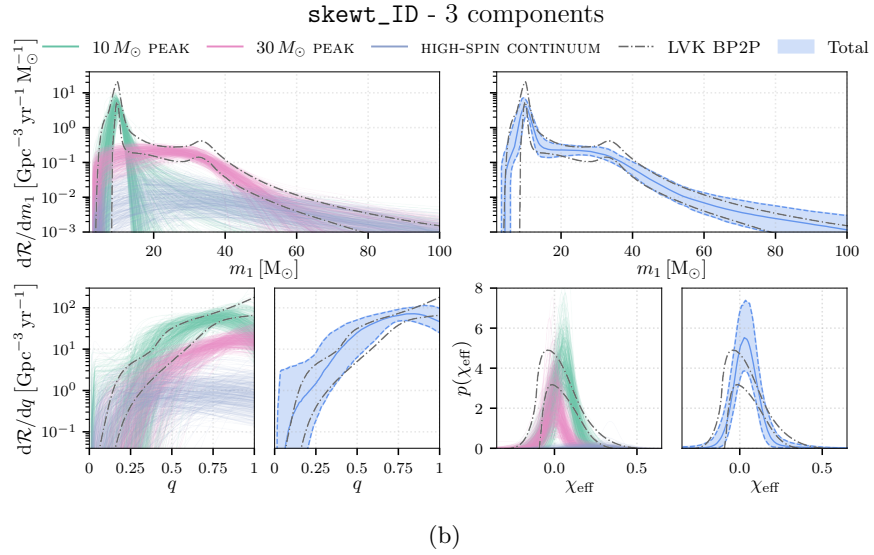 skewt_ID - 3 components
10 M⊙ PEAK 30 M⊙ PEAK HIGH-SPIN CONTINUUM LVK BP2P Total
dR/dm₁ [Gpc⁻³ yr⁻¹ M⊙⁻¹]
10¹
10⁰
10⁻¹
10⁻²
10⁻³
20 40 60 80 100
m₁ [M⊙]
20 40 60 80 100
m₁ [M⊙]
dR/dq [Gpc⁻³ yr⁻¹]
10²
10¹
10⁰
10⁻¹
0 0.25 0.5 0.75 1
q
0 0.25 0.5 0.75 1
q
p(χeff)
8
6
4
2
0
0.0 0.5
χeff
0.0 0.5
χeff
(b)